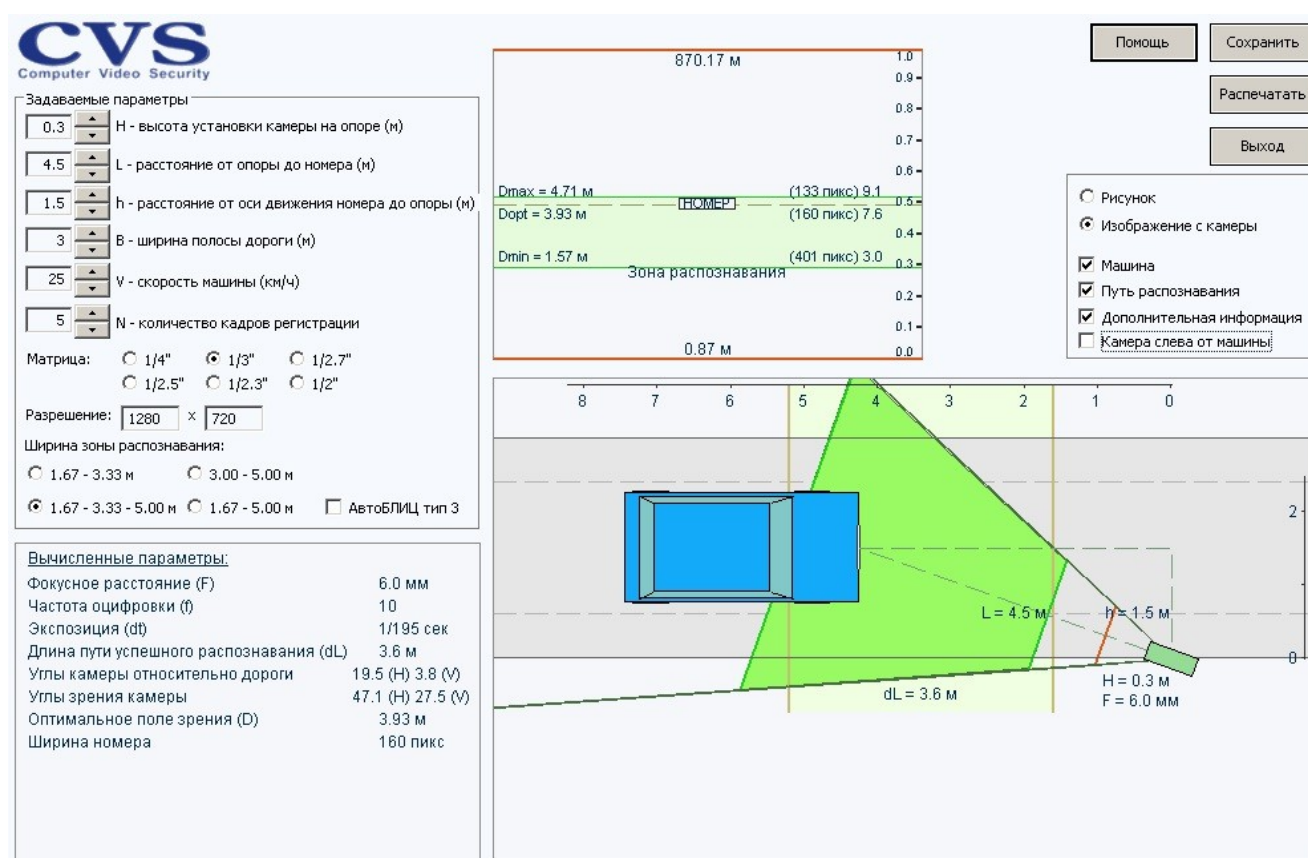 CVS
Computer Video Security
Задаваемые параметры
0.3 H - высота установки камеры на опоре (м)
4.5 L - расстояние от опоры до номера (м)
1.5 h - расстояние от оси движения номера до опоры (м)
3 B - ширина полосы дороги (м)
25 V - скорость машины (км/ч)
5 N - количество кадров регистрации
Матрица: 1/4" 1/3" 1/2.7"
1/2.5" 1/2.3" 1/2"
Разрешение: 1280 x 720
Ширина зоны распознавания:
1.67 - 3.33 м 3.00 - 5.00 м
1.67 - 3.33 - 5.00 м 1.67 - 5.00 м АвтоБЛИЦ тип 3
Вычисленные параметры:
Фокусное расстояние (F) 6.0 мм
Частота оцифровки (f) 10
Экспозиция (dt) 1/195 сек
Длина пути успешного распознавания (dL) 3.6 м
Углы камеры относительно дороги 19.5 (H) 3.8 (V)
Углы зрения камеры 47.1 (H) 27.5 (V)
Оптимальное поле зрения (D) 3.93 м
Ширина номера 160 пикс
870.17 м 1.0
0.9
0.8
0.7
0.6
Dmax = 4.71 м (133 пикс) 9.1
НОМЕР 0.5
Dopt = 3.93 м (160 пикс) 7.6
0.4
Dmin = 1.57 м (401 пикс) 3.0 0.3
Зона распознавания
0.2
0.1
0.87 м 0.0
Помощь Сохранить
Распечатать
Выход
Рисунок
Изображение с камеры
Машина
Путь распознавания
Дополнительная информация
Камера слева от машины
8 7 6 5 4 3 2 1 0
2
L = 4.5 м h = 1.5 м
0
dL = 3.6 м
H = 0.3 м
F = 6.0 мм